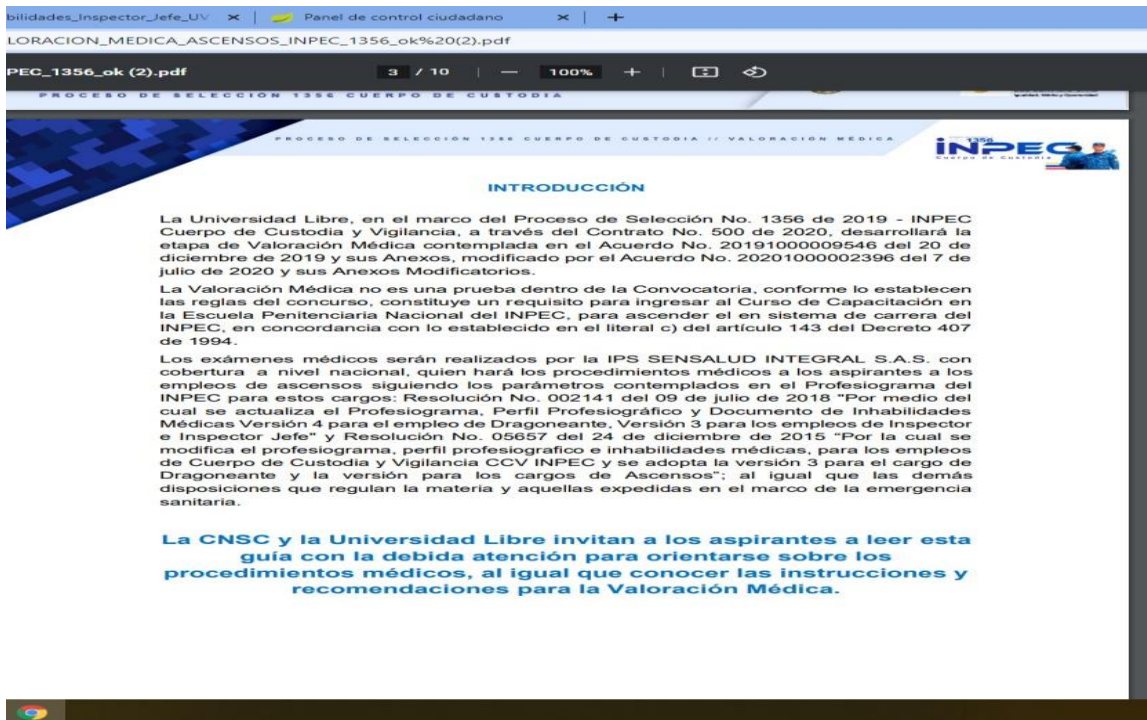 bilidades_Inspector_Jefe_UV
Panel de control ciudadano
LORACION_MEDICA_ASCENSOS_INPEC_1356_ok%20(2).pdf
PEC_1356_ok (2).pdf
3 / 10
100%
PROCESO DE SELECCIÓN 1356 CUERPO DE CUSTODIA
PROCESO DE SELECCIÓN 1356 CUERPO DE CUSTODIA // VALORACIÓN MÉDICA
1356
INPEC
Cuerpo de Custodia
INTRODUCCIÓN
La Universidad Libre, en el marco del Proceso de Selección No. 1356 de 2019 - INPEC
Cuerpo de Custodia y Vigilancia, a través del Contrato No. 500 de 2020, desarrollará la
etapa de Valoración Médica contemplada en el Acuerdo No. 20191000009546 del 20 de
diciembre de 2019 y sus Anexos, modificado por el Acuerdo No. 20201000002396 del 7 de
julio de 2020 y sus Anexos Modificatorios.
La Valoración Médica no es una prueba dentro de la Convocatoria, conforme lo establecen
las reglas del concurso, constituye un requisito para ingresar al Curso de Capacitación en
la Escuela Penitenciaria Nacional del INPEC, para ascender el en sistema de carrera del
INPEC, en concordancia con lo establecido en el literal c) del artículo 143 del Decreto 407
de 1994.
Los exámenes médicos serán realizados por la IPS SENSALUD INTEGRAL S.A.S. con
cobertura a nivel nacional, quien hará los procedimientos médicos a los aspirantes a los
empleos de ascensos siguiendo los parámetros contemplados en el Profesiograma del
INPEC para estos cargos: Resolución No. 002141 del 09 de julio de 2018 "Por medio del
cual se actualiza el Profesiograma, Perfil Profesiográfico y Documento de Inhabilidades
Médicas Versión 4 para el empleo de Dragoneante, Versión 3 para los empleos de Inspector
e Inspector Jefe" y Resolución No. 05657 del 24 de diciembre de 2015 "Por la cual se
modifica el profesiograma, perfil profesiografico e inhabilidades médicas, para los empleos
de Cuerpo de Custodia y Vigilancia CCV INPEC y se adopta la versión 3 para el cargo de
Dragoneante y la versión para los cargos de Ascensos"; al igual que las demás
disposiciones que regulan la materia y aquellas expedidas en el marco de la emergencia
sanitaria.
La CNSC y la Universidad Libre invitan a los aspirantes a leer esta
guía con la debida atención para orientarse sobre los
procedimientos médicos, al igual que conocer las instrucciones y
recomendaciones para la Valoración Médica.